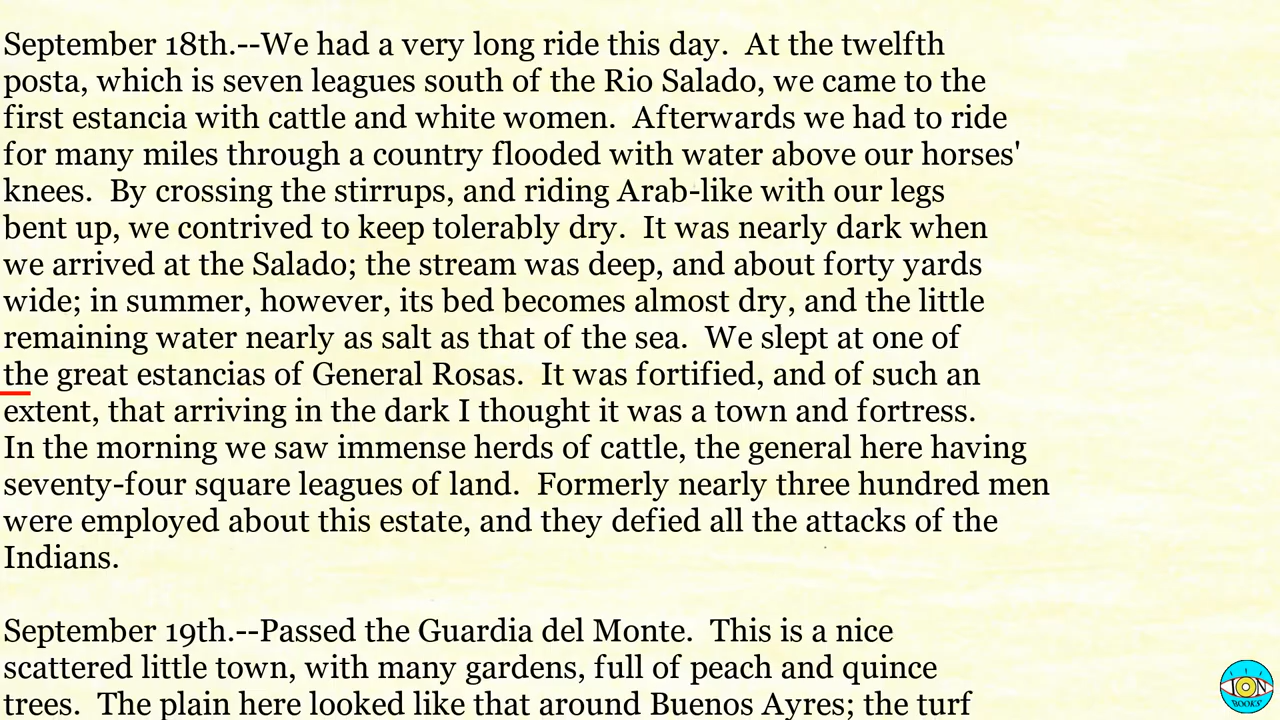 September 18th.--We had a very long ride this day.  At the twelfth
posta, which is seven leagues south of the Rio Salado, we came to the
first estancia with cattle and white women.  Afterwards we had to ride
for many miles through a country flooded with water above our horses'
knees.  By crossing the stirrups, and riding Arab-like with our legs
bent up, we contrived to keep tolerably dry.  It was nearly dark when
we arrived at the Salado; the stream was deep, and about forty yards
wide; in summer, however, its bed becomes almost dry, and the little
remaining water nearly as salt as that of the sea.  We slept at one of
the great estancias of General Rosas.  It was fortified, and of such an
extent, that arriving in the dark I thought it was a town and fortress.
In the morning we saw immense herds of cattle, the general here having
seventy-four square leagues of land.  Formerly nearly three hundred men
were employed about this estate, and they defied all the attacks of the
Indians.
September 19th.--Passed the Guardia del Monte.  This is a nice
scattered little town, with many gardens, full of peach and quince
trees.  The plain here looked like that around Buenos Ayres; the turf
ION
BOOKS